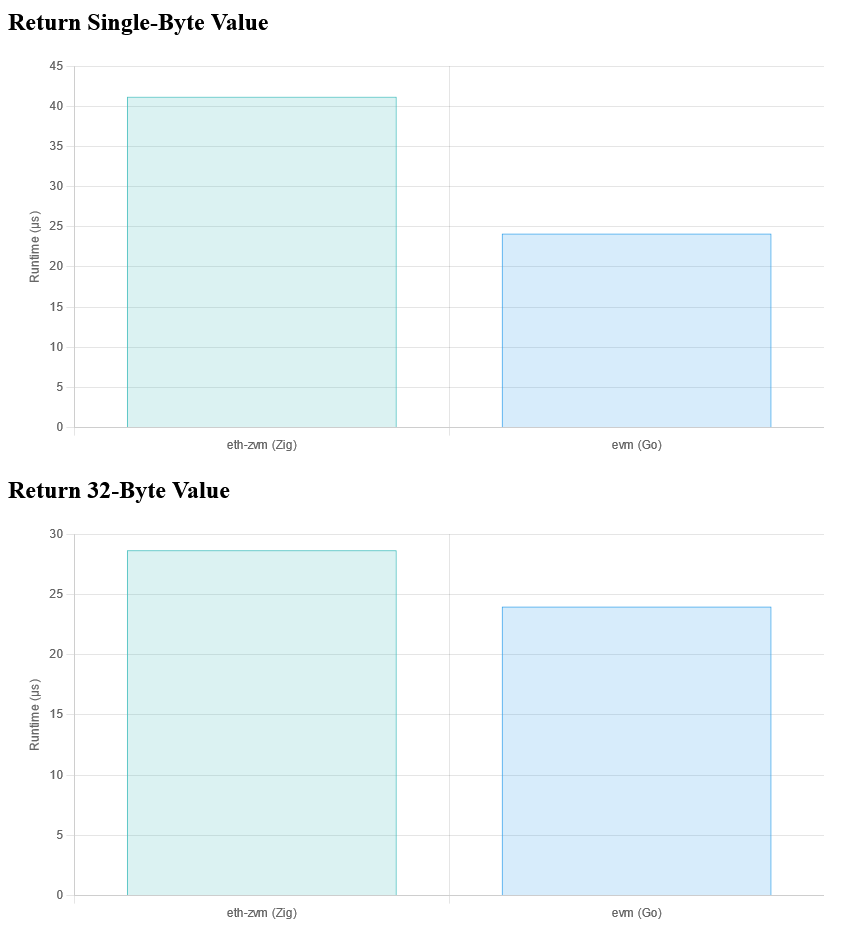 Return Single-Byte Value
45
40
35
30
25
20
15
10
5
0
Runtime (µs)
eth-zvm (Zig)
evm (Go)
Return 32-Byte Value
30
25
20
15
10
5
0
Runtime (µs)
eth-zvm (Zig)
evm (Go)